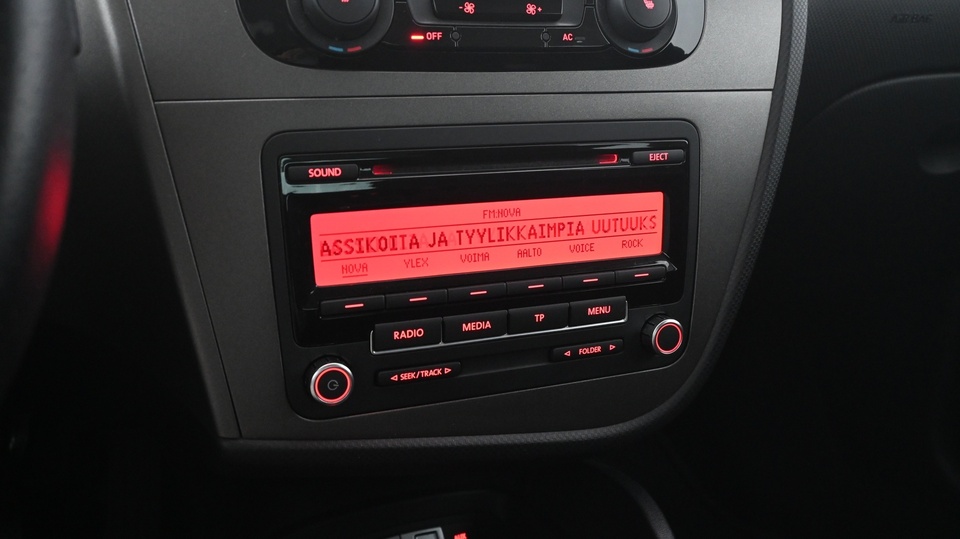 OFF AC
AIRBAG
SOUND EJECT
FM:NOVA
ASSIKOITA JA TYYLIKKAIMPIA UUTUUKS
NOVA YLEX VOIMA AALTO VOICE ROCK
RADIO MEDIA TP MENU
SEEK/TRACK FOLDER